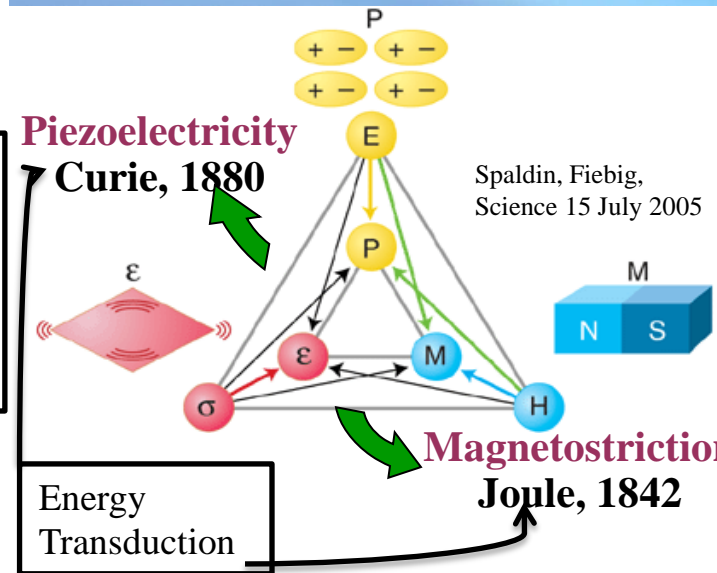 P
+ − + −
+ − + −
Piezoelectricity
Curie, 1880
E
Spaldin, Fiebig,
Science 15 July 2005
P
ε
M
N S
ε M
σ H
Magnetostriction
Joule, 1842
Energy
Transduction